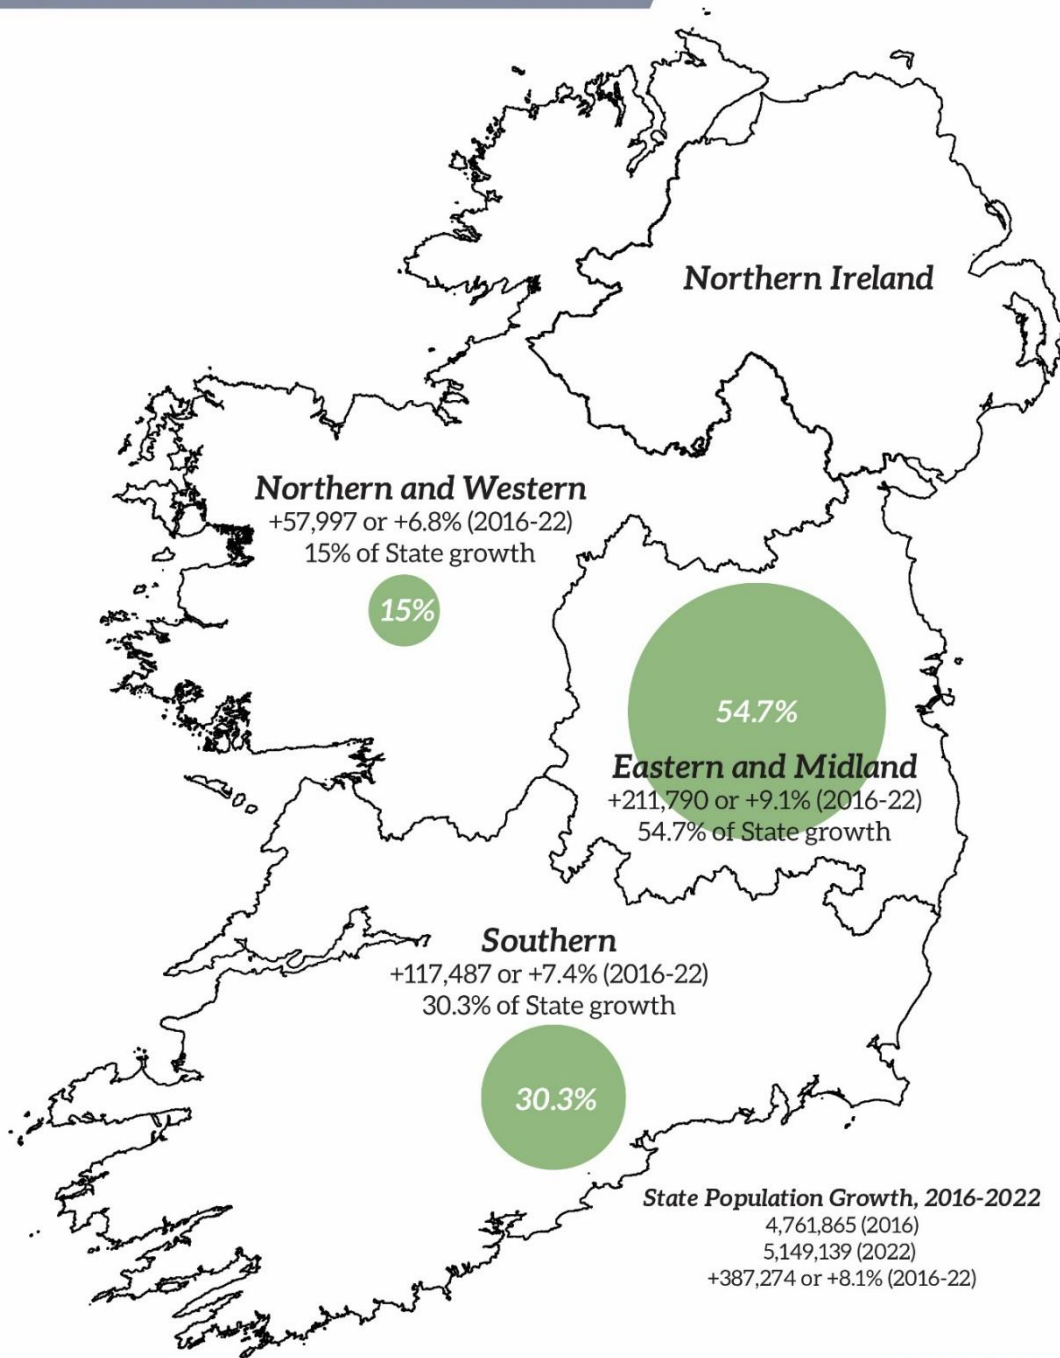 Northern Ireland
Northern and Western
+57,997 or +6.8% (2016-22)
15% of State growth
15%
54.7%
Eastern and Midland
+211,790 or +9.1% (2016-22)
54.7% of State growth
Southern
+117,487 or +7.4% (2016-22)
30.3% of State growth
30.3%
State Population Growth, 2016-2022
4,761,865 (2016)
5,149,139 (2022)
+387,274 or +8.1% (2016-22)